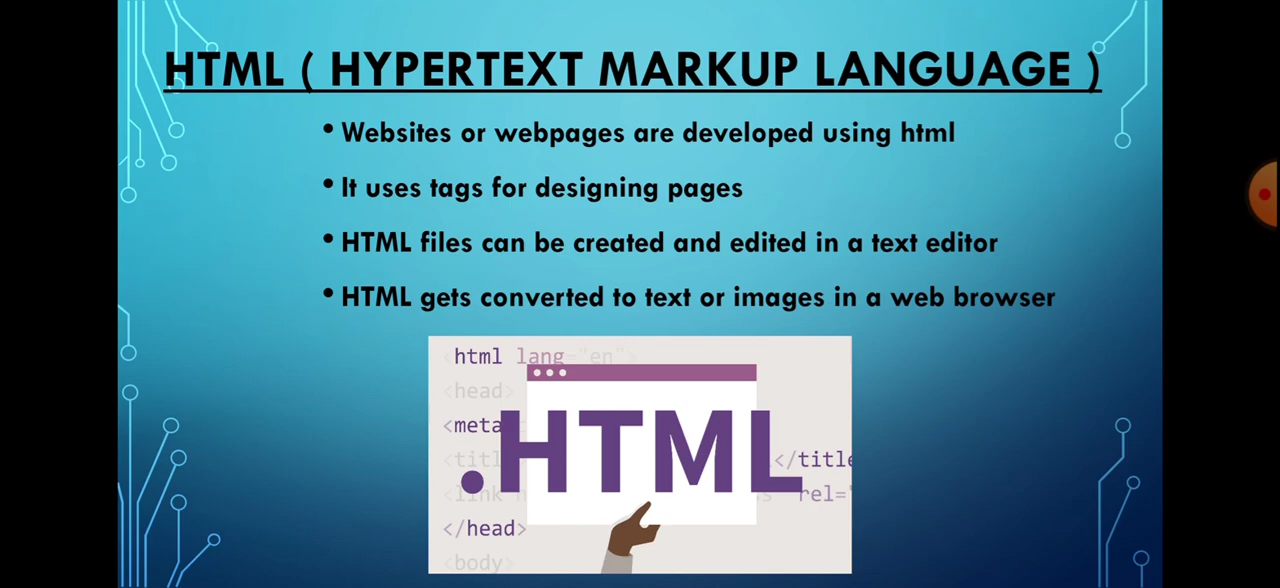 HTML ( HYPERTEXT MARKUP LANGUAGE )
• Websites or webpages are developed using html
• It uses tags for designing pages
• HTML files can be created and edited in a text editor
• HTML gets converted to text or images in a web browser
html lang="en">
<head>
<meta
.HTML
</title
rel="
</head>
<body>